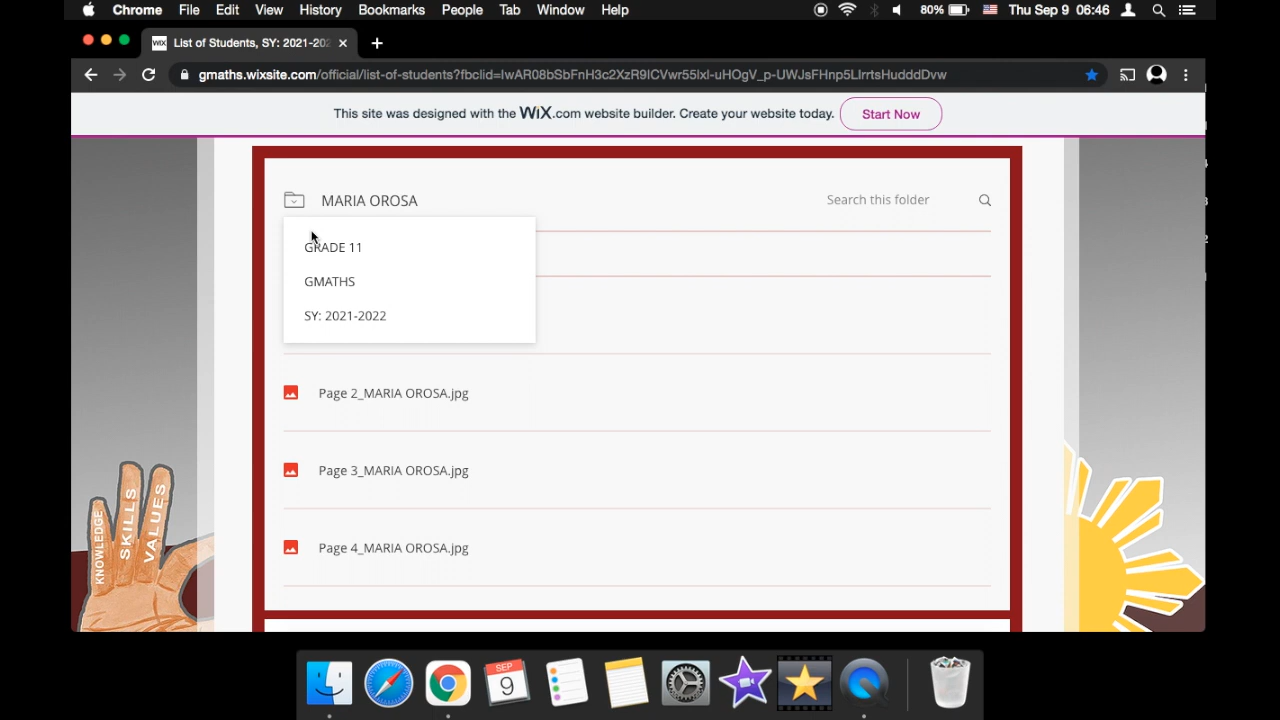 Chrome File Edit View History Bookmarks People Tab Window Help 80% Thu Sep 9 06:46
WIX List of Students, SY: 2021-202
gmaths.wixsite.com/official/list-of-students?fbclid=IwAR08bSbFnH3c2XzR9ICVwr55lxl-uHOgV_p-UWJsFHnp5LIrrtsHudddDvw
This site was designed with the WiX.com website builder. Create your website today. Start Now
MARIA OROSA Search this folder
GRADE 11
GMATHS
SY: 2021-2022
Page 2_MARIA OROSA.jpg
Page 3_MARIA OROSA.jpg
Page 4_MARIA OROSA.jpg
KNOWLEDGE
SKILLS
VALUES
SEP
9